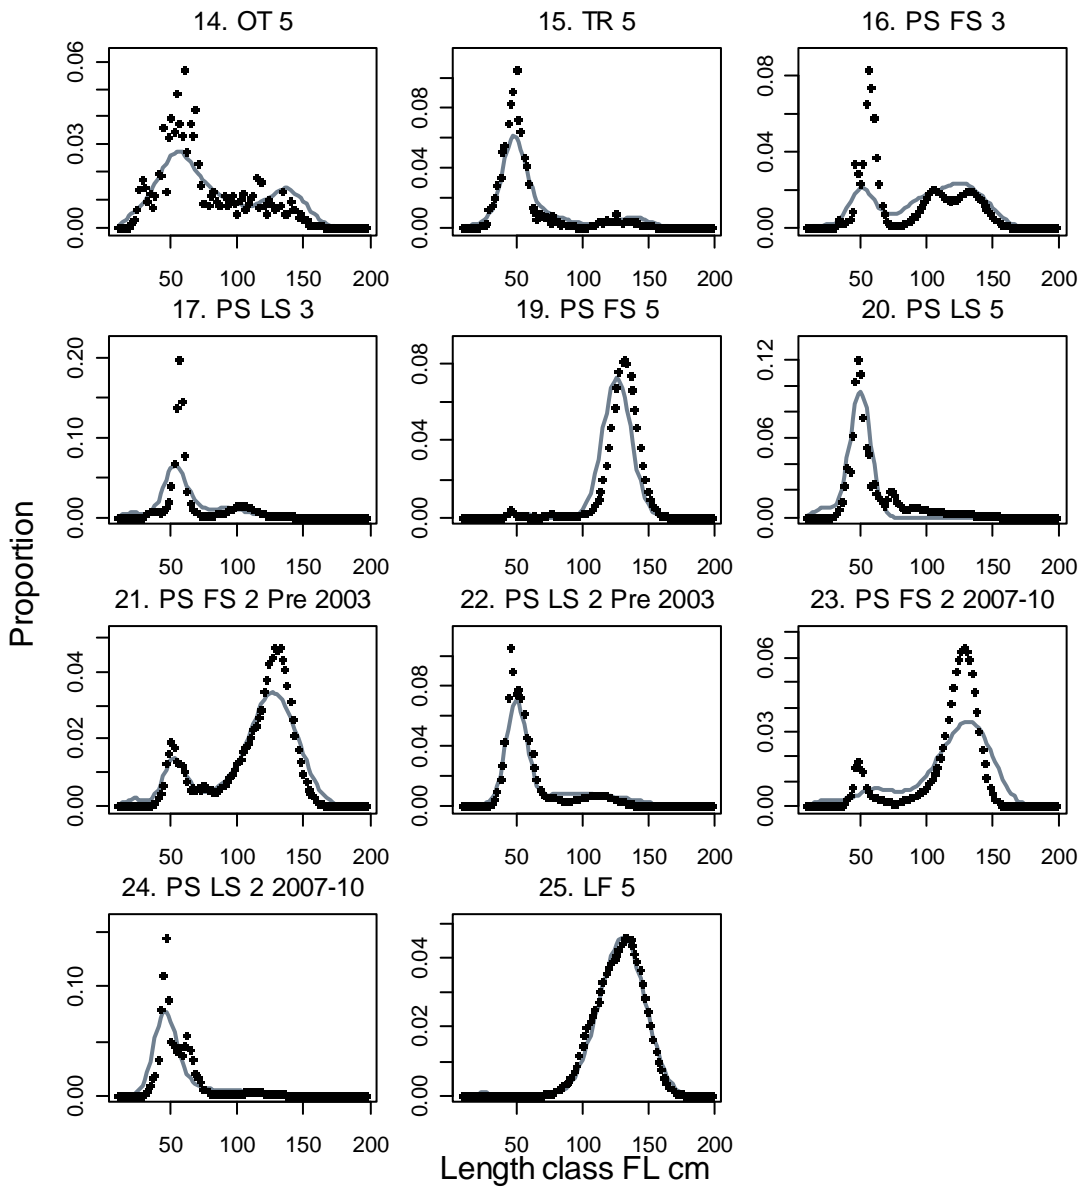 14. OT 5
15. TR 5
16. PS FS 3
0.00 0.03 0.06
50 100 150 200
0.00 0.04 0.08
50 100 150 200
0.00 0.04 0.08
50 100 150 200
17. PS LS 3
19. PS FS 5
20. PS LS 5
0.00 0.10 0.20
50 100 150 200
0.00 0.04 0.08
50 100 150 200
0.00 0.06 0.12
50 100 150 200
Proportion
21. PS FS 2 Pre 2003
22. PS LS 2 Pre 2003
23. PS FS 2 2007-10
0.00 0.02 0.04
50 100 150 200
0.00 0.04 0.08
50 100 150 200
0.00 0.03 0.06
50 100 150 200
24. PS LS 2 2007-10
25. LF 5
0.00 0.10
50 100 150 200
0.00 0.02 0.04
50 100 150 200
Length class FL cm